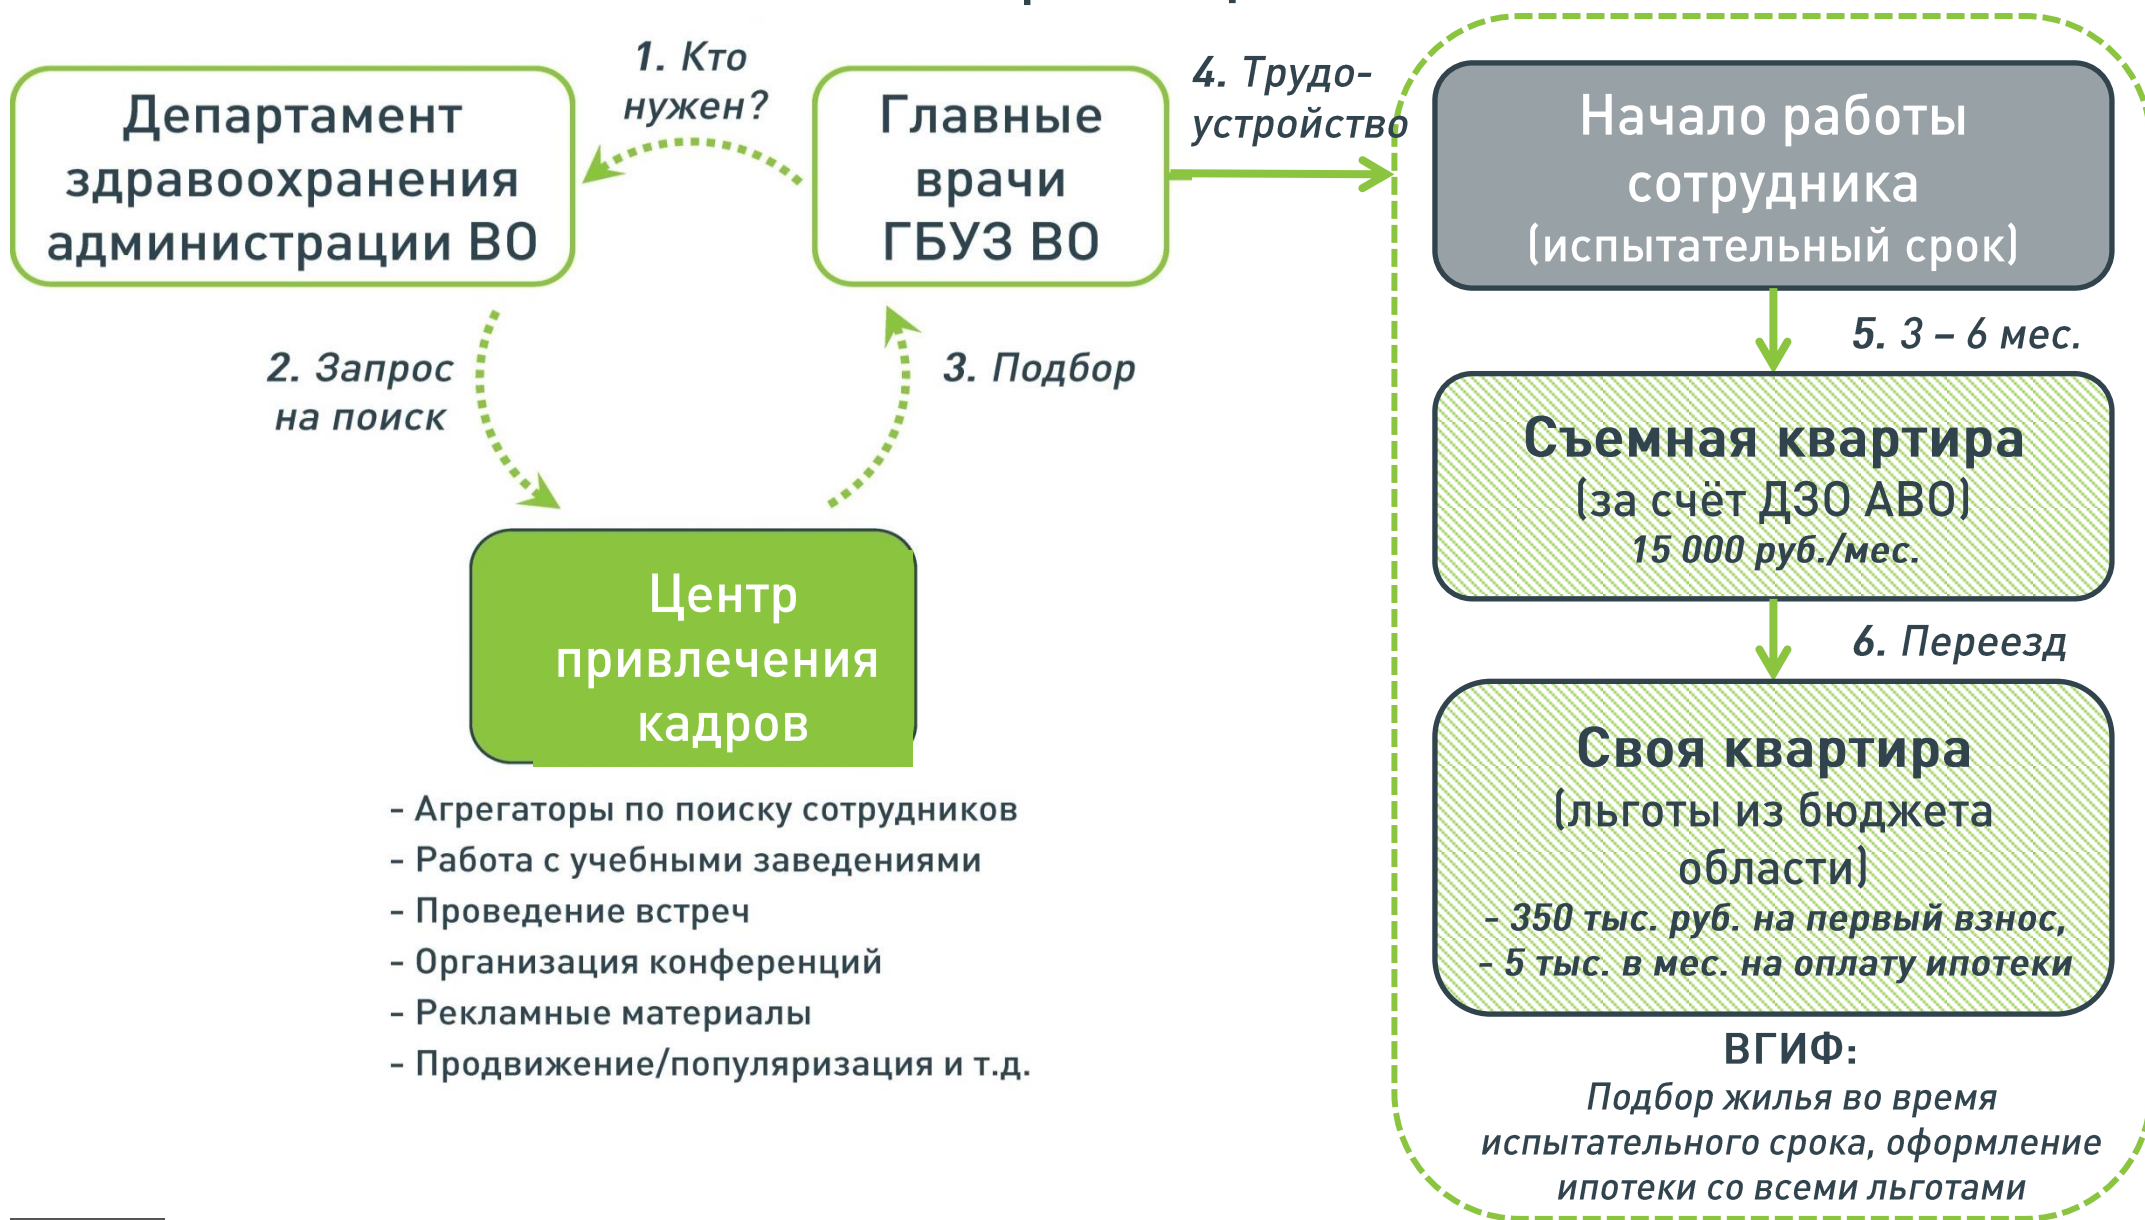 Департамент
здравоохранения
администрации ВО
1. Кто
нужен?
Главные
врачи
ГБУЗ ВО
2. Запрос
на поиск
3. Подбор
Центр
привлечения
кадров
- Агрегаторы по поиску сотрудников
- Работа с учебными заведениями
- Проведение встреч
- Организация конференций
- Рекламные материалы
- Продвижение/популяризация и т.д.
4. Трудо-
устройство
Начало работы
сотрудника
(испытательный срок)
5. 3 – 6 мес.
Съемная квартира
(за счёт ДЗО АВО)
15 000 руб./мес.
6. Переезд
Своя квартира
(льготы из бюджета
области)
- 350 тыс. руб. на первый взнос,
- 5 тыс. в мес. на оплату ипотеки
ВГИФ:
Подбор жилья во время
испытательного срока, оформление
ипотеки со всеми льготами